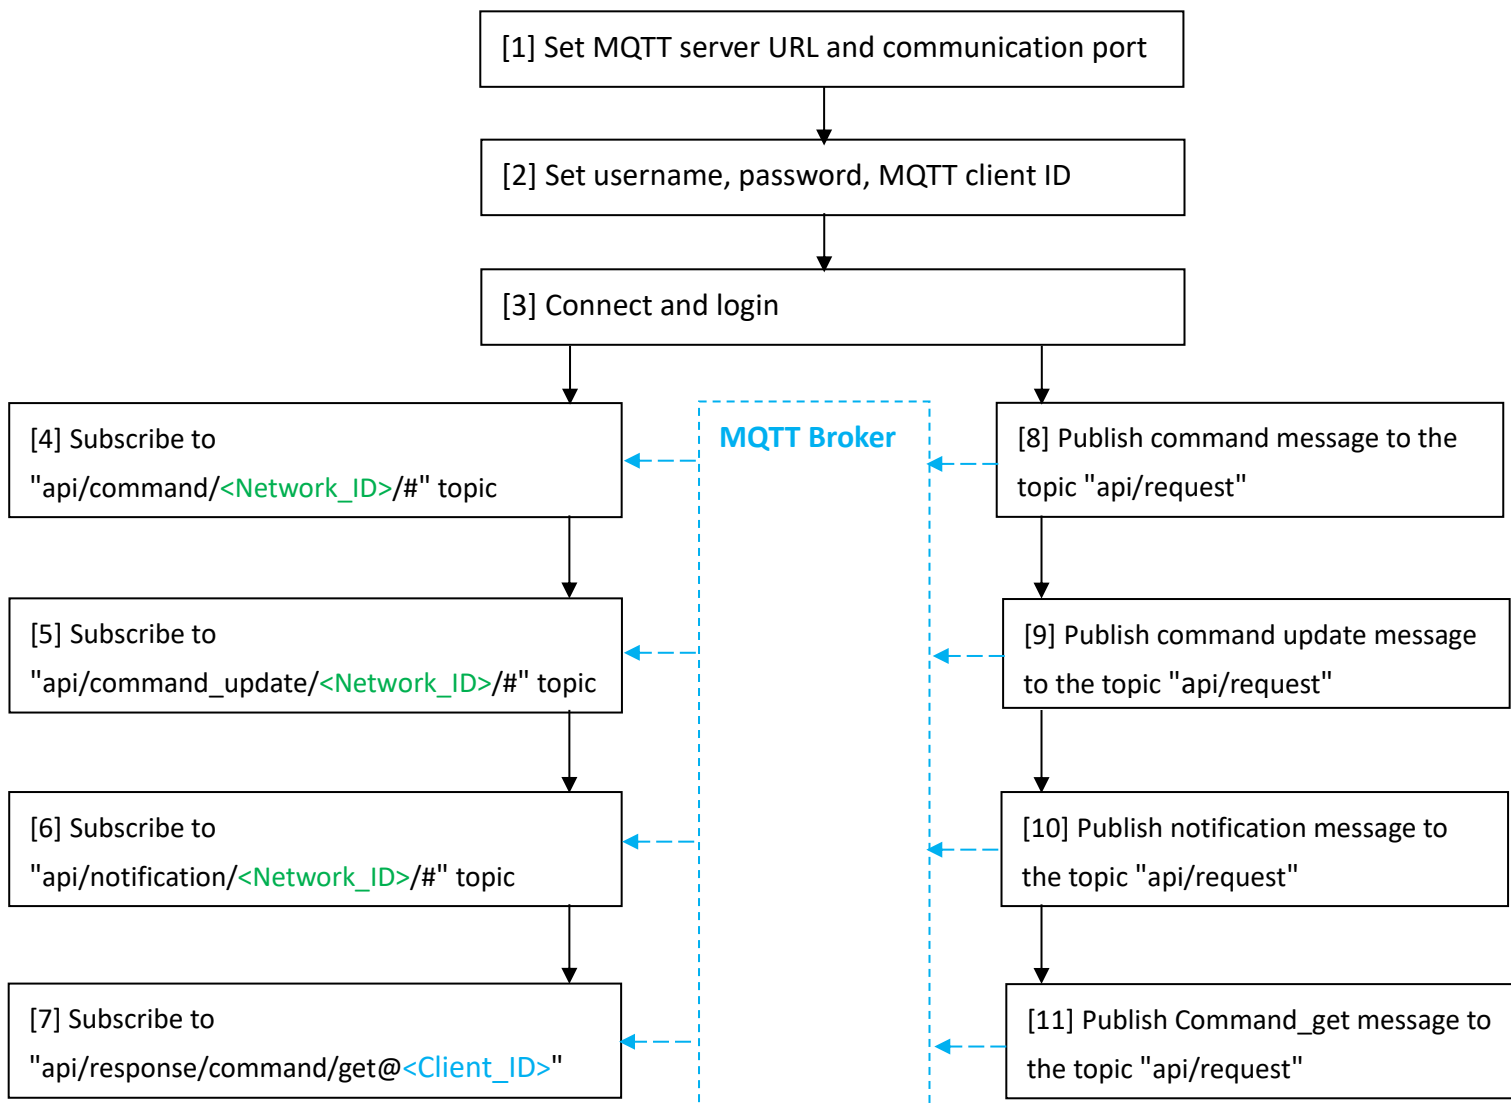 [1] Set MQTT server URL and communication port
[2] Set username, password, MQTT client ID
[3] Connect and login
[4] Subscribe to
"api/command/<Network_ID>/#" topic
[5] Subscribe to
"api/command_update/<Network_ID>/#" topic
[6] Subscribe to
"api/notification/<Network_ID>/#" topic
[7] Subscribe to
"api/response/command/get@<Client_ID>"
MQTT Broker
[8] Publish command message to the
topic "api/request"
[9] Publish command update message
to the topic "api/request"
[10] Publish notification message to
the topic "api/request"
[11] Publish Command_get message to
the topic "api/request"